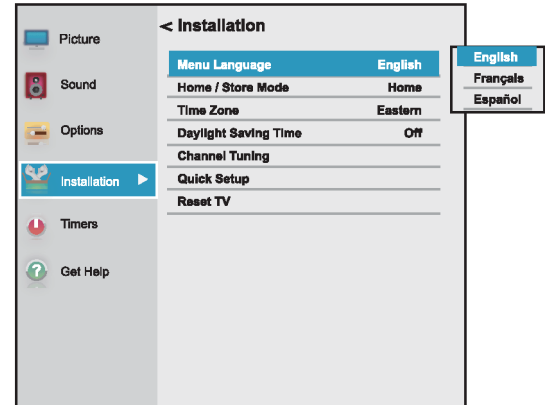 Picture
Sound
Options
Installation
Timers
Get Help
< Installation
Menu Language English
Home / Store Mode Home
Time Zone Eastern
Daylight Saving Time Off
Channel Tuning
Quick Setup
Reset TV
English
Français
Español